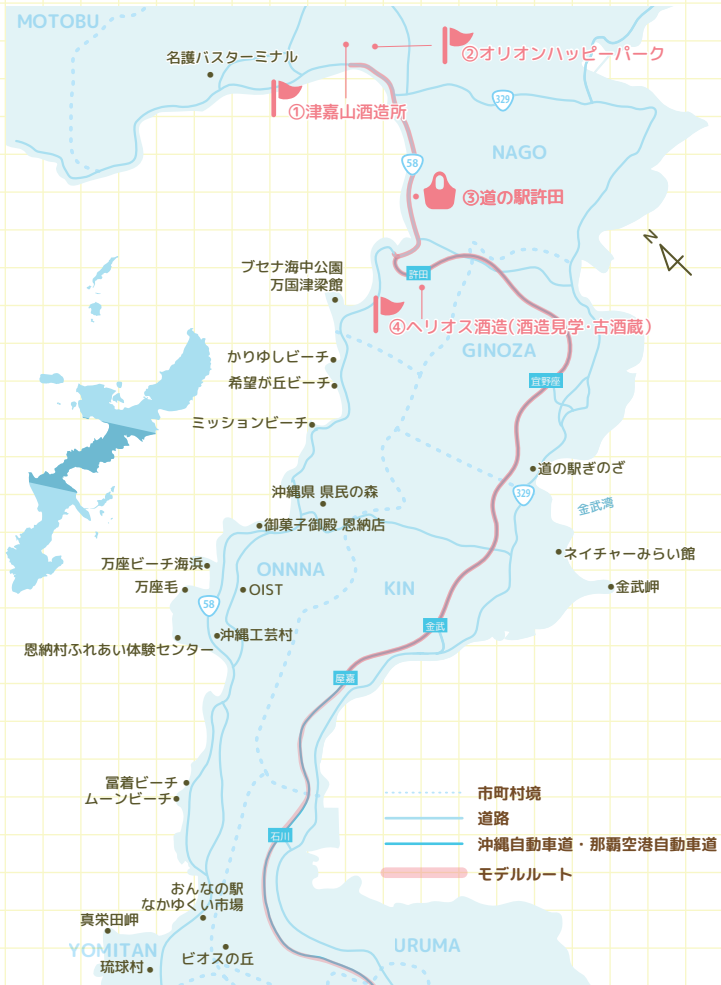 MOTOBU
名護バスターミナル
②オリオンハッピーパーク
①津嘉山酒造所
329
NAGO
58
③道の駅許田
N
ブセナ海中公園
万国津梁館
許田
④ヘリオス酒造(酒造見学・古酒蔵)
GINOZA
かりゆしビーチ
希望が丘ビーチ
宜野座
ミッションビーチ
道の駅ぎのざ
沖縄県 県民の森
329
金武湾
御菓子御殿 恩納店
ネイチャーみらい館
万座ビーチ海浜
ONNNA
万座毛
OIST
KIN
金武岬
58
沖縄工芸村
金武
恩納村ふれあい体験センター
屋嘉
冨着ビーチ
ムーンビーチ
市町村境
道路
石川
沖縄自動車道・那覇空港自動車道
モデルルート
おんなの駅
なかゆくい市場
真栄田岬
YOMITAN
URUMA
琉球村
ビオスの丘